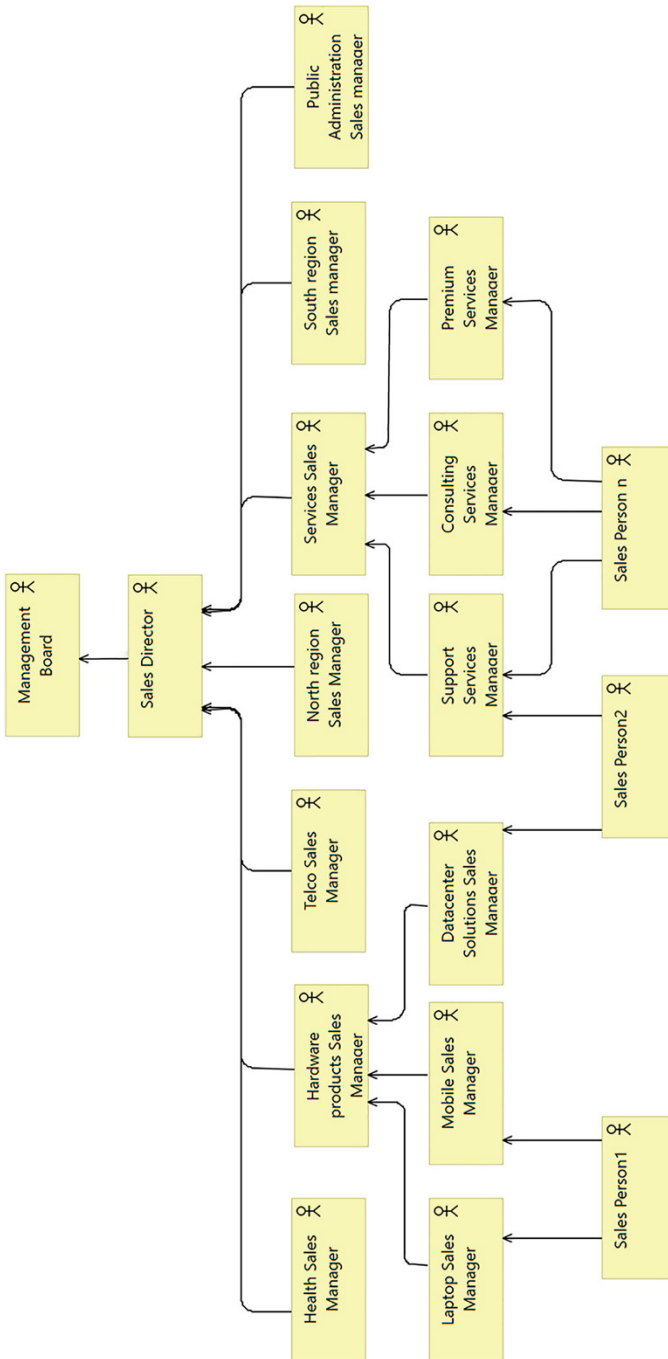 Management
Board
Sales Director
Health Sales
Manager
Hardware
products Sales
Manager
Telco Sales
Manager
North region
Sales Manager
Services Sales
Manager
South region
Sales manager
Public
Administration
Sales manager
Laptop Sales
Manager
Mobile Sales
Manager
Datacenter
Solutions Sales
Manager
Support
Services
Manager
Consulting
Services
Manager
Premium
Services
Manager
Sales Person1
Sales Person2
Sales Person n